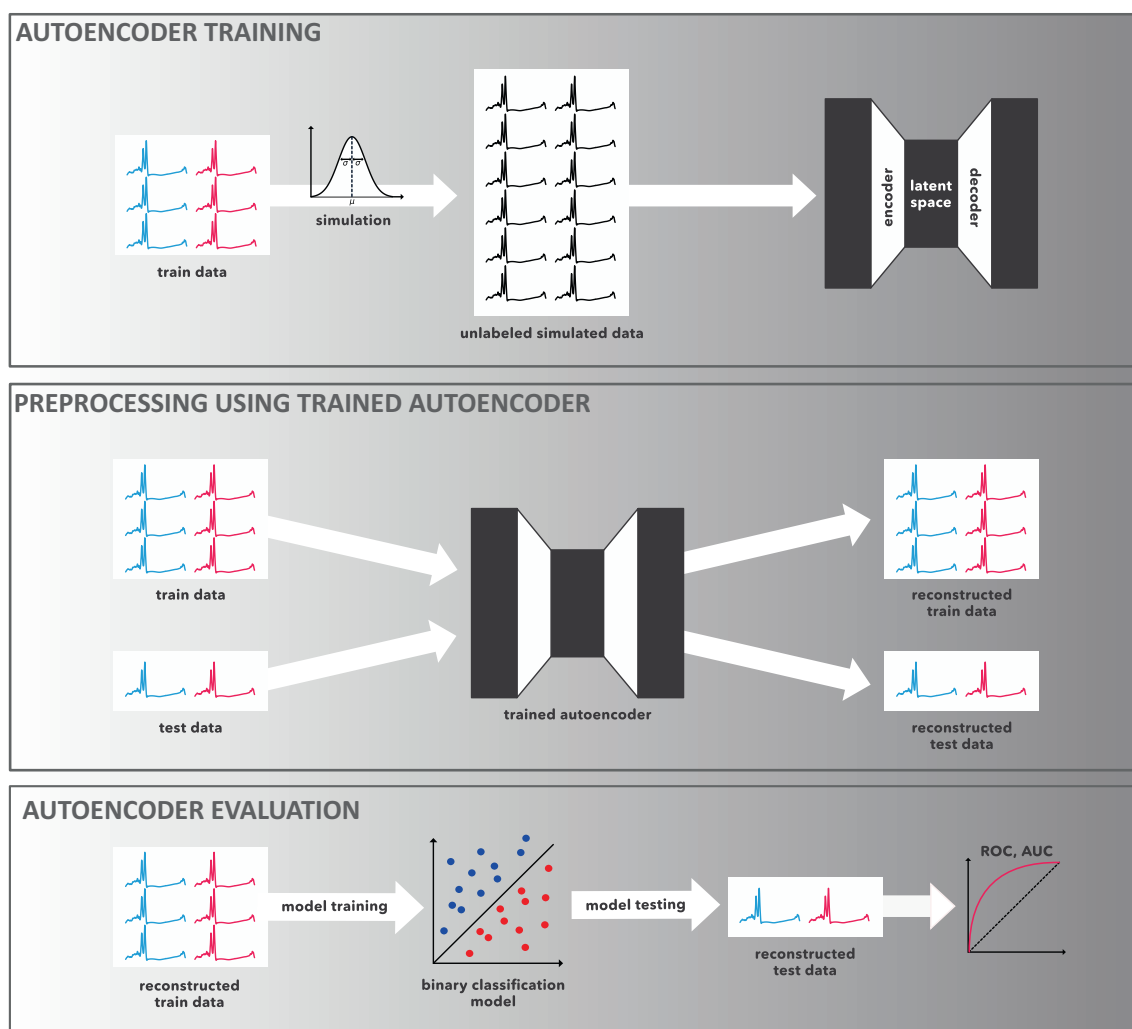 AUTOENCODER TRAINING
σ σ
μ
simulation
train data
unlabeled simulated data
encoder
latent
space
decoder
PREPROCESSING USING TRAINED AUTOENCODER
train data
test data
trained autoencoder
reconstructed
train data
reconstructed
test data
AUTOENCODER EVALUATION
reconstructed
train data
model training
binary classification
model
model testing
reconstructed
test data
ROC, AUC